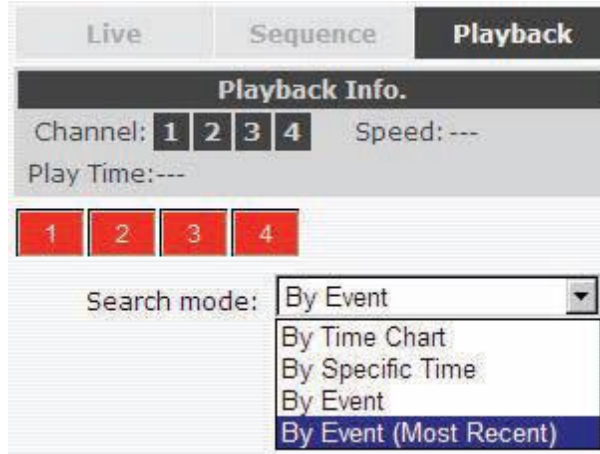 Live Sequence Playback
Playback Info.
Channel: 1 2 3 4 Speed: ---
Play Time:---
1 2 3 4
Search mode: By Event
By Time Chart
By Specific Time
By Event
By Event (Most Recent)